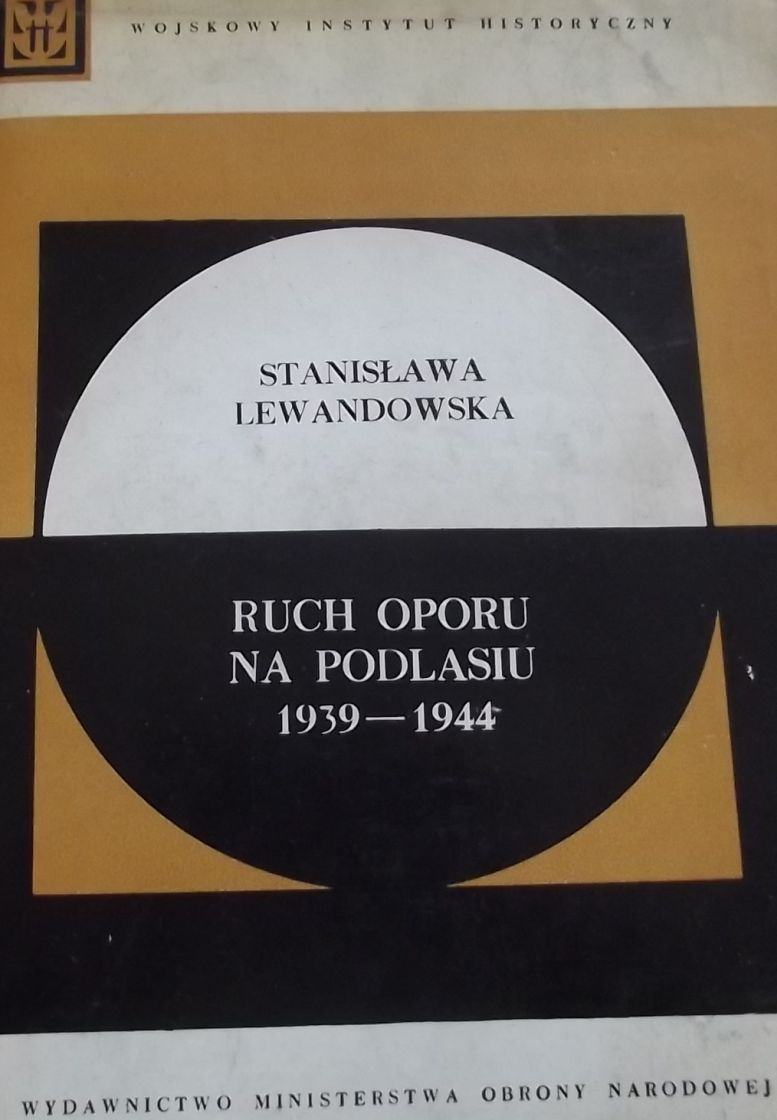 WOJSKOWY INSTYTUT HISTORYCZNY
STANISŁAWA
LEWANDOWSKA
RUCH OPORU
NA PODLASIU
1939—1944
WYDAWNICTWO MINISTERSTWA OBRONY NARODOWEJ